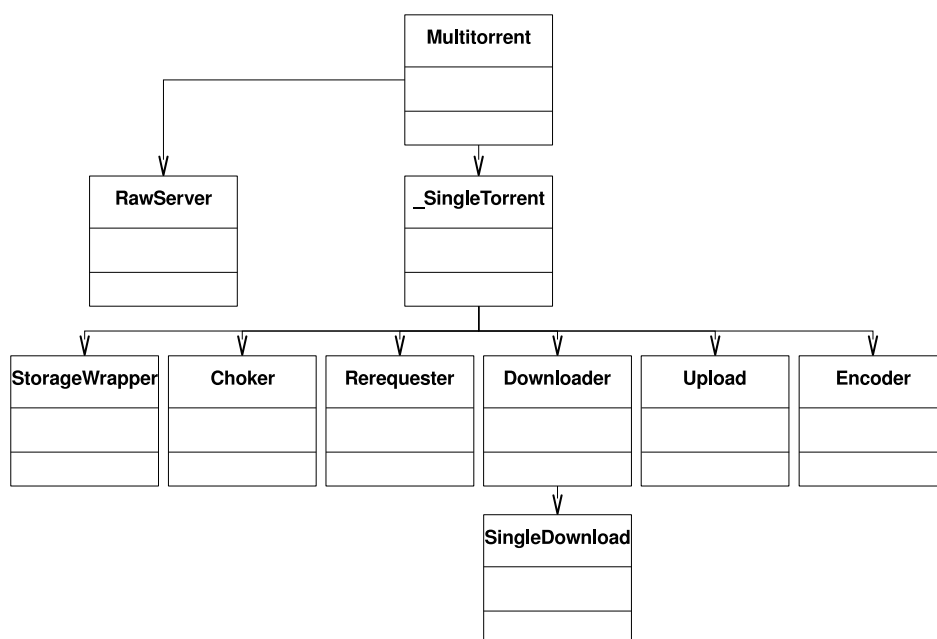 Multitorrent
RawServer
_SingleTorrent
StorageWrapper
Choker
Rerequester
Downloader
Upload
Encoder
SingleDownload